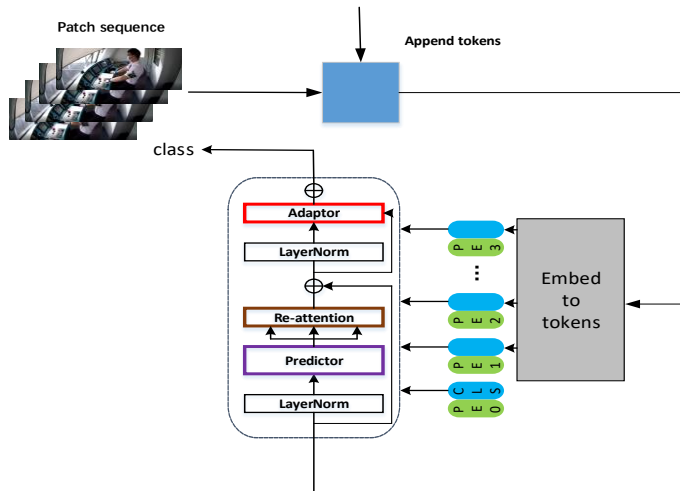 Patch sequence
Append tokens
class
Adaptor
LayerNorm
Re-attention
Predictor
LayerNorm
PE3
...
PE2
PE1
CLS
PE0
Embed
to
tokens